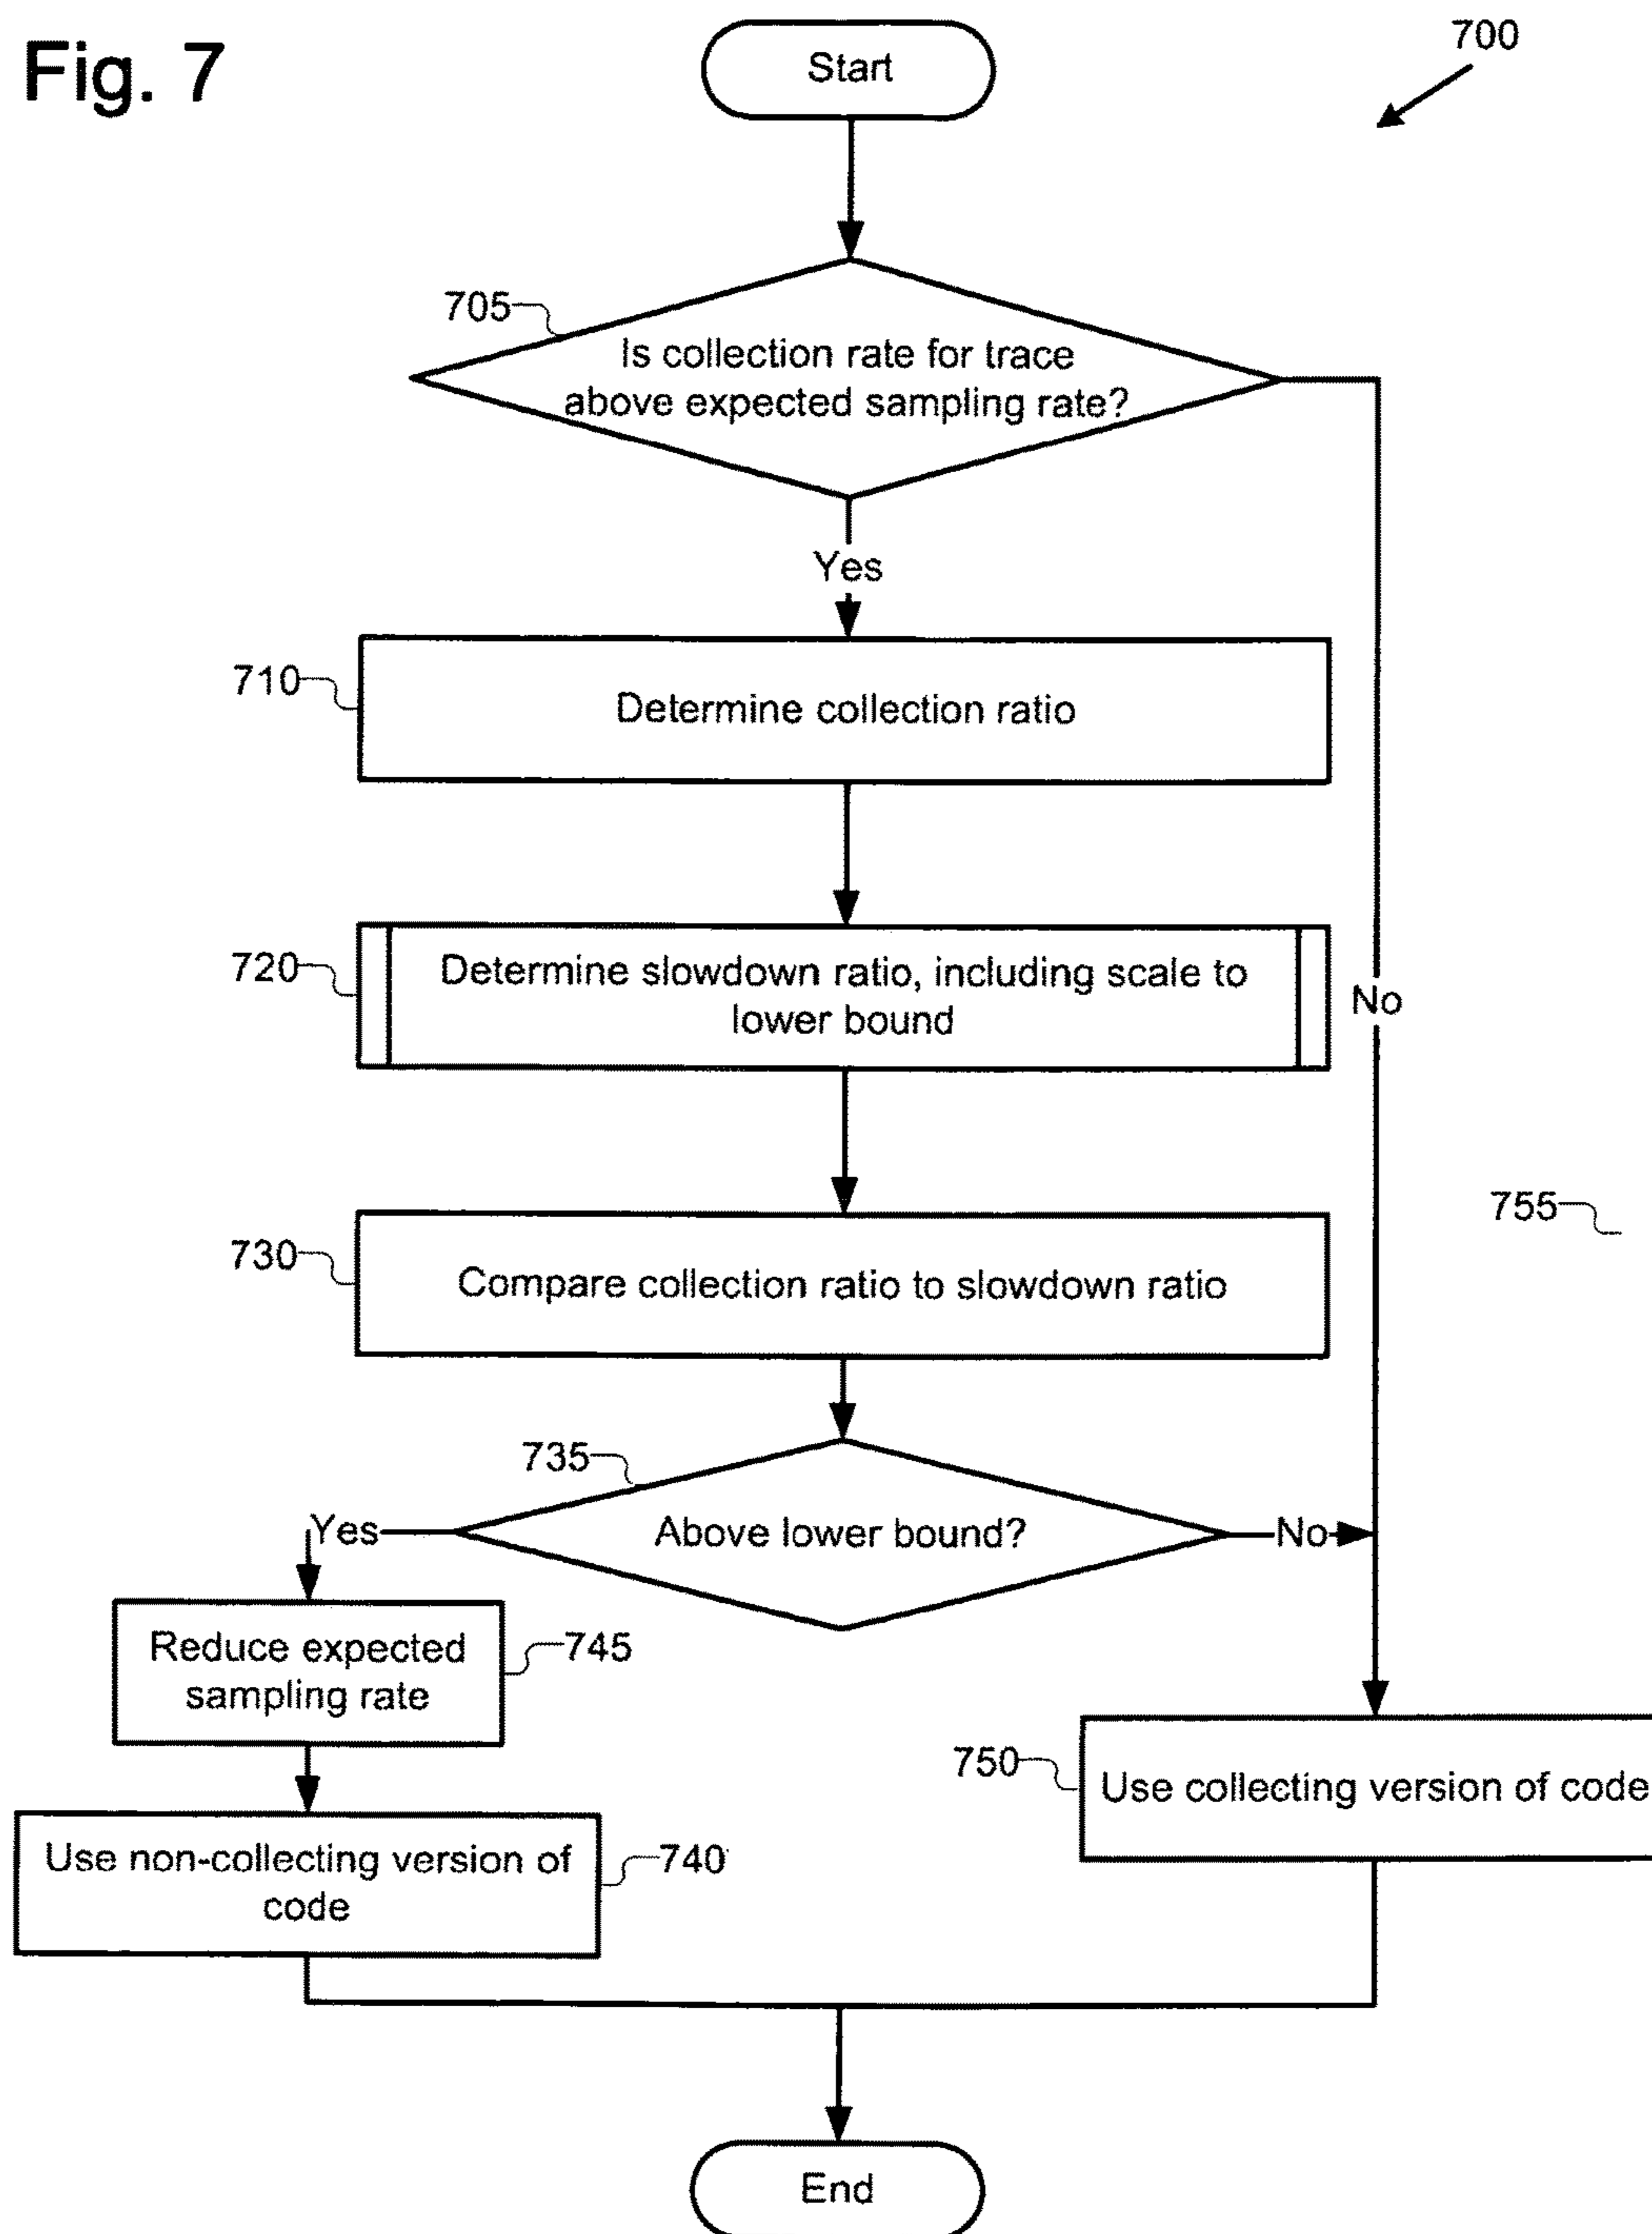 Fig. 7
Start
700
705
Is collection rate for trace
above expected sampling rate?
Yes
710
Determine collection ratio
720
Determine slowdown ratio, including scale to
lower bound
No
755
730
Compare collection ratio to slowdown ratio
735
Above lower bound?
Yes
No
Reduce expected
sampling rate
745
750
Use collecting version of code
Use non-collecting version of
code
740
End